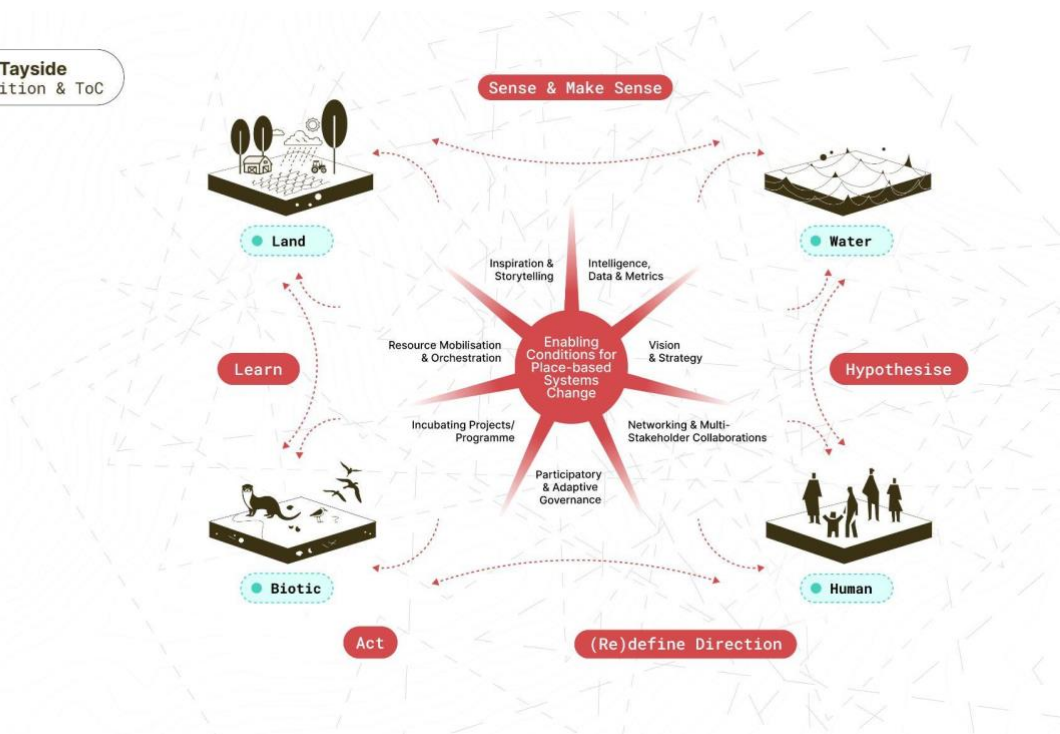 Tayside
ition & ToC
Sense & Make Sense
Land
Water
Inspiration &
Storytelling
Intelligence,
Data & Metrics
Resource Mobilisation
& Orchestration
Enabling
Conditions for
Place-based
Systems
Change
Vision
& Strategy
Learn
Hypothesise
Incubating Projects/
Programme
Networking & Multi-
Stakeholder Collaborations
Participatory
& Adaptive
Governance
Biotic
Human
Act
(Re)define Direction